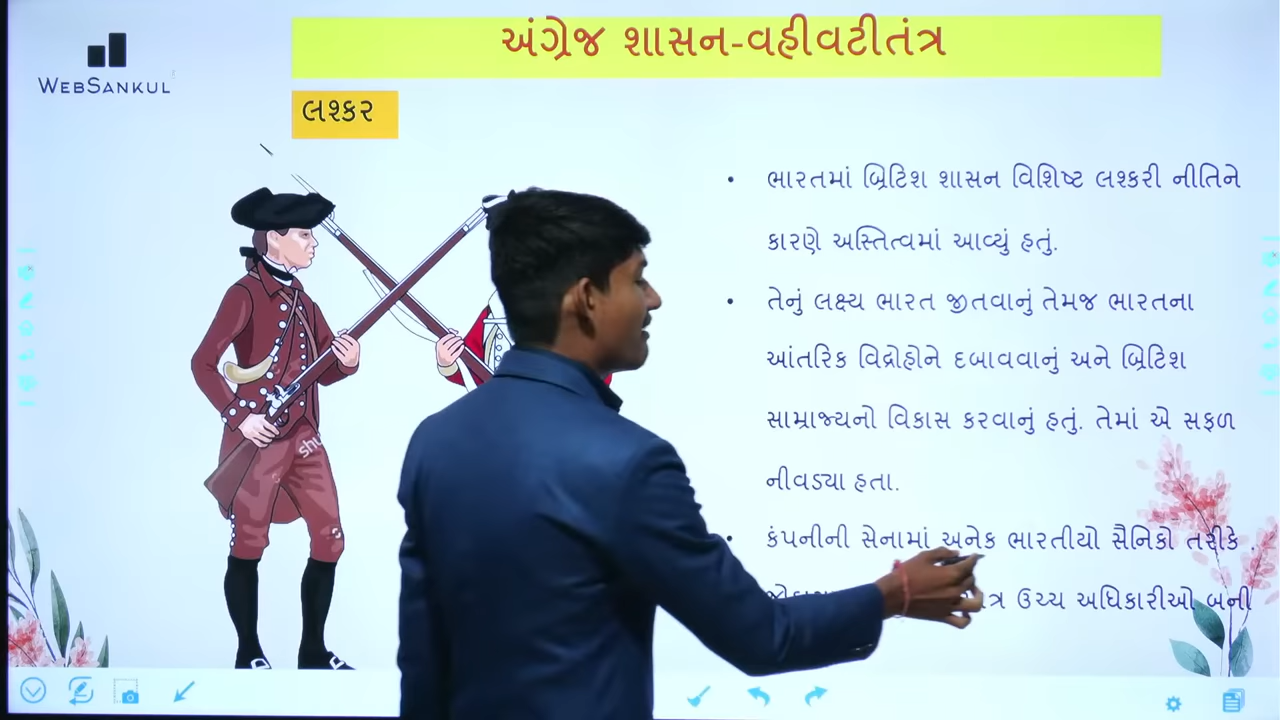 અંગ્રેજ શાસન-વહીવટીતંત્ર
WEBSANKUL
લશ્કર
ભારતમાં બ્રિટિશ શાસન વિશિષ્ટ લશ્કરી નીતિને
કારણે અસ્તિત્વમાં આવ્યું હતું.
તેનું લક્ષ્ય ભારત જીતવાનું તેમજ ભારતના
આંતરિક વિદ્રોહોને દબાવવાનું અને બ્રિટિશ
સામ્રાજ્યનો વિકાસ કરવાનું હતું. તેમાં એ સફળ
નીવડ્યા હતા.
કંપનીની સેનામાં અનેક ભારતીયો સૈનિકો તરીકે
ઉચ્ચ અધિકારીઓ બની